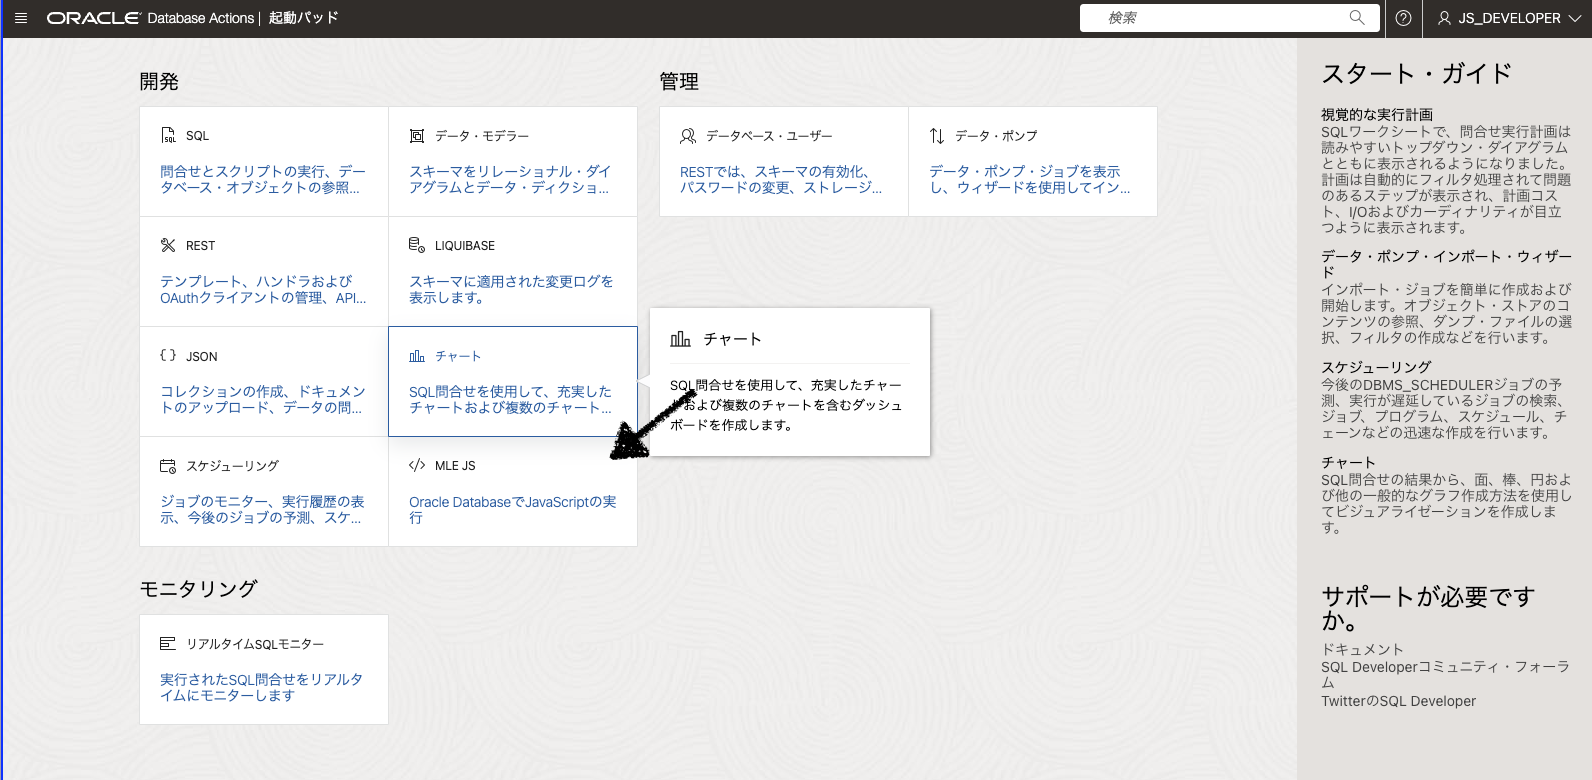 ORACLE Database Actions | 起動パッド
検索
JS_DEVELOPER
開発
SQL
問合せとスクリプトの実行、デー
タベース・オブジェクトの参照...
データ・モデラー
スキーマをリレーショナル・ダイ
アグラムとデータ・ディクショ...
REST
テンプレート、ハンドラおよび
OAuthクライアントの管理、API...
LIQUIBASE
スキーマに適用された変更ログを
表示します。
JSON
コレクションの作成、ドキュメン
トのアップロード、データの問...
チャート
SQL問合せを使用して、充実した
チャートおよび複数のチャート...
スケジューリング
ジョブのモニター、実行履歴の表
示、今後のジョブの予測、スケ...
MLE JS
Oracle DatabaseでJavaScriptの実
行
モニタリング
リアルタイムSQLモニター
実行されたSQL問合せをリアルタ
イムにモニターします
管理
データベース・ユーザー
RESTでは、スキーマの有効化、
パスワードの変更、ストレージ...
データ・ポンプ
データ・ポンプ・ジョブを表示
し、ウィザードを使用してイン...
チャート
SQL問合せを使用して、充実したチャー
トおよび複数のチャートを含むダッシュ
ボードを作成します。
スタート・ガイド
視覚的な実行計画
SQLワークシートで、問合せ実行計画は
読みやすいトップダウン・ダイアグラム
とともに表示されるようになりました。
計画は自動的にフィルタ処理されて問題
のあるステップが表示され、計画コス
ト、I/Oおよびカーディナリティが目立
つように表示されます。
データ・ポンプ・インポート・ウィザー
ド
インポート・ジョブを簡単に作成および
開始します。オブジェクト・ストアのコ
ンテンツの参照、ダンプ・ファイルの選
択、フィルタの作成などを行います。
スケジューリング
今後のDBMS_SCHEDULERジョブの予
測、実行が遅延しているジョブの検索、
ジョブ、プログラム、スケジュール、チ
ェーンなどの迅速な作成を行います。
チャート
SQL問合せの結果から、面、棒、円およ
び他の一般的なグラフ作成方法を使用し
てビジュアライゼーションを作成しま
す。
サポートが必要です
か。
ドキュメント
SQL Developerコミュニティ・フォーラ
ム
TwitterのSQL Developer